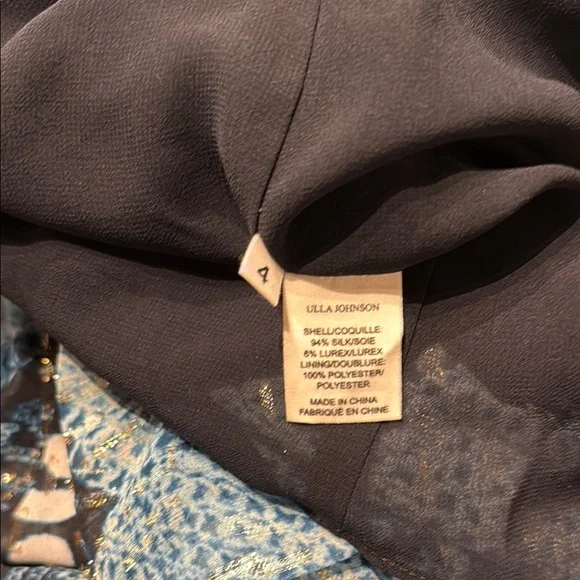 4
ULLA JOHNSON
SHELL/COQUILLE:
94% SILK/SOIE
6% LUREX/LUREX
LINING/DOUBLURE:
100% POLYESTER/
POLYESTER
MADE IN CHINA
FABRIQUÉ EN CHINE